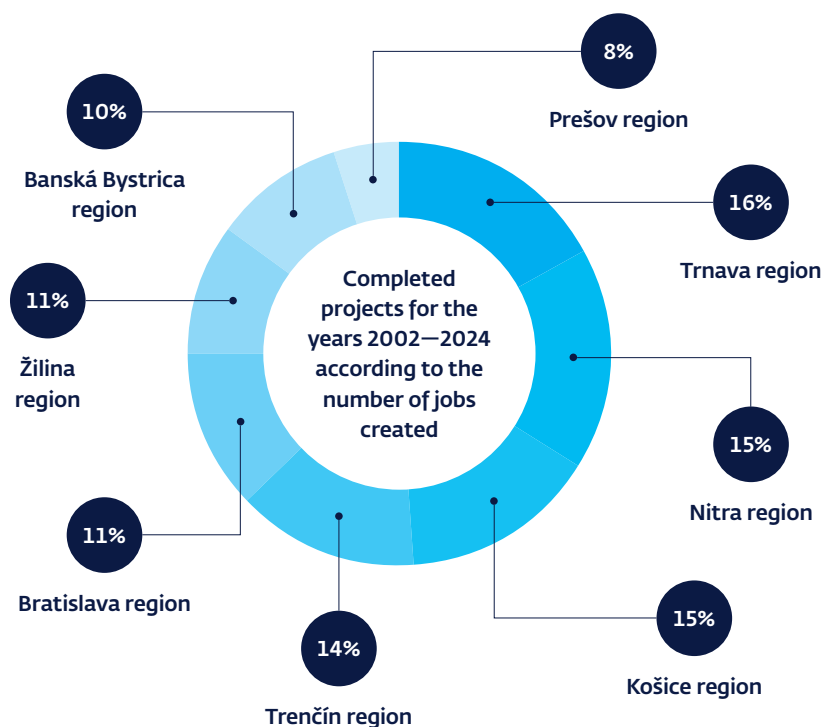 8%
Prešov region
16%
Trnava region
15%
Nitra region
15%
Košice region
14%
Trenčín region
11%
Bratislava region
11%
Žilina
region
10%
Banská Bystrica
region
Completed
projects for the
years 2002—2024
according to the
number of jobs
created